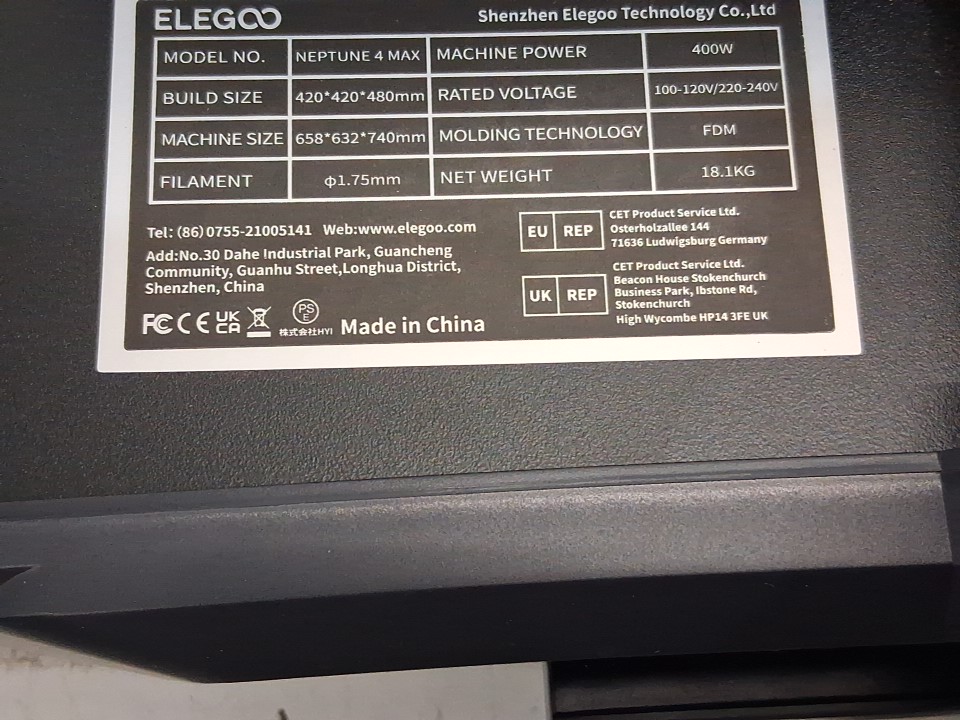 ELEGOO
Shenzhen Elegoo Technology Co.,Ltd
MODEL NO. NEPTUNE 4 MAX MACHINE POWER 400W
BUILD SIZE 420*420*480mm RATED VOLTAGE 100-120V/220-240V
MACHINE SIZE 658*632*740mm MOLDING TECHNOLOGY FDM
FILAMENT φ1.75mm NET WEIGHT 18.1KG
Tel: (86) 0755-21005141 Web:www.elegoo.com
Add:No.30 Dahe Industrial Park, Guancheng
Community, Guanhu Street,Longhua District,
Shenzhen, China
EU REP
CET Product Service Ltd.
Osterholzallee 144
71636 Ludwigsburg Germany
UK REP
CET Product Service Ltd.
Beacon House Stokenchurch
Business Park, Ibstone Rd,
Stokenchurch
High Wycombe HP14 3FE UK
FC CE UK
CA
PS
E
株式会社HYI
Made in China